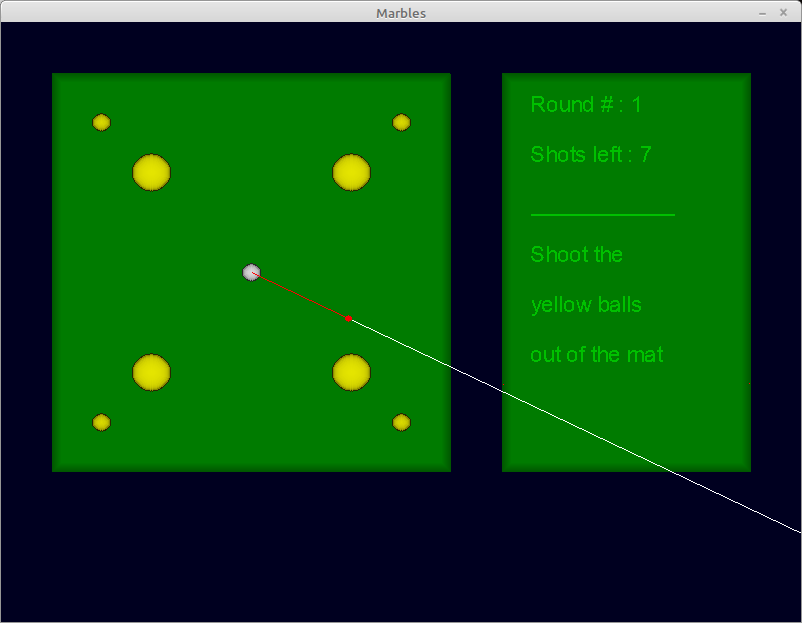 Marbles
Round # : 1
Shots left : 7
Shoot the
yellow balls
out of the mat